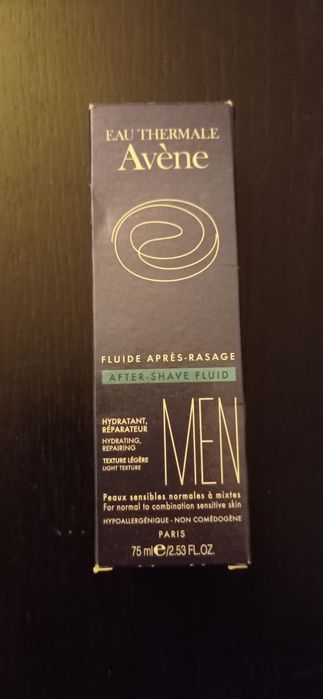 EAU THERMALE
Avène
FLUIDE APRÈS-RASAGE
AFTER-SHAVE FLUID
HYDRATANT,
RÉPARATEUR
HYDRATING,
REPAIRING
TEXTURE LÉGÈRE
LIGHT TEXTURE
MEN
Peaux sensibles normales à mixtes
For normal to combination sensitive skin
HYPOALLERGÉNIQUE - NON COMÉDOGÈNE
PARIS
75 ml e/2.53 FL.OZ.